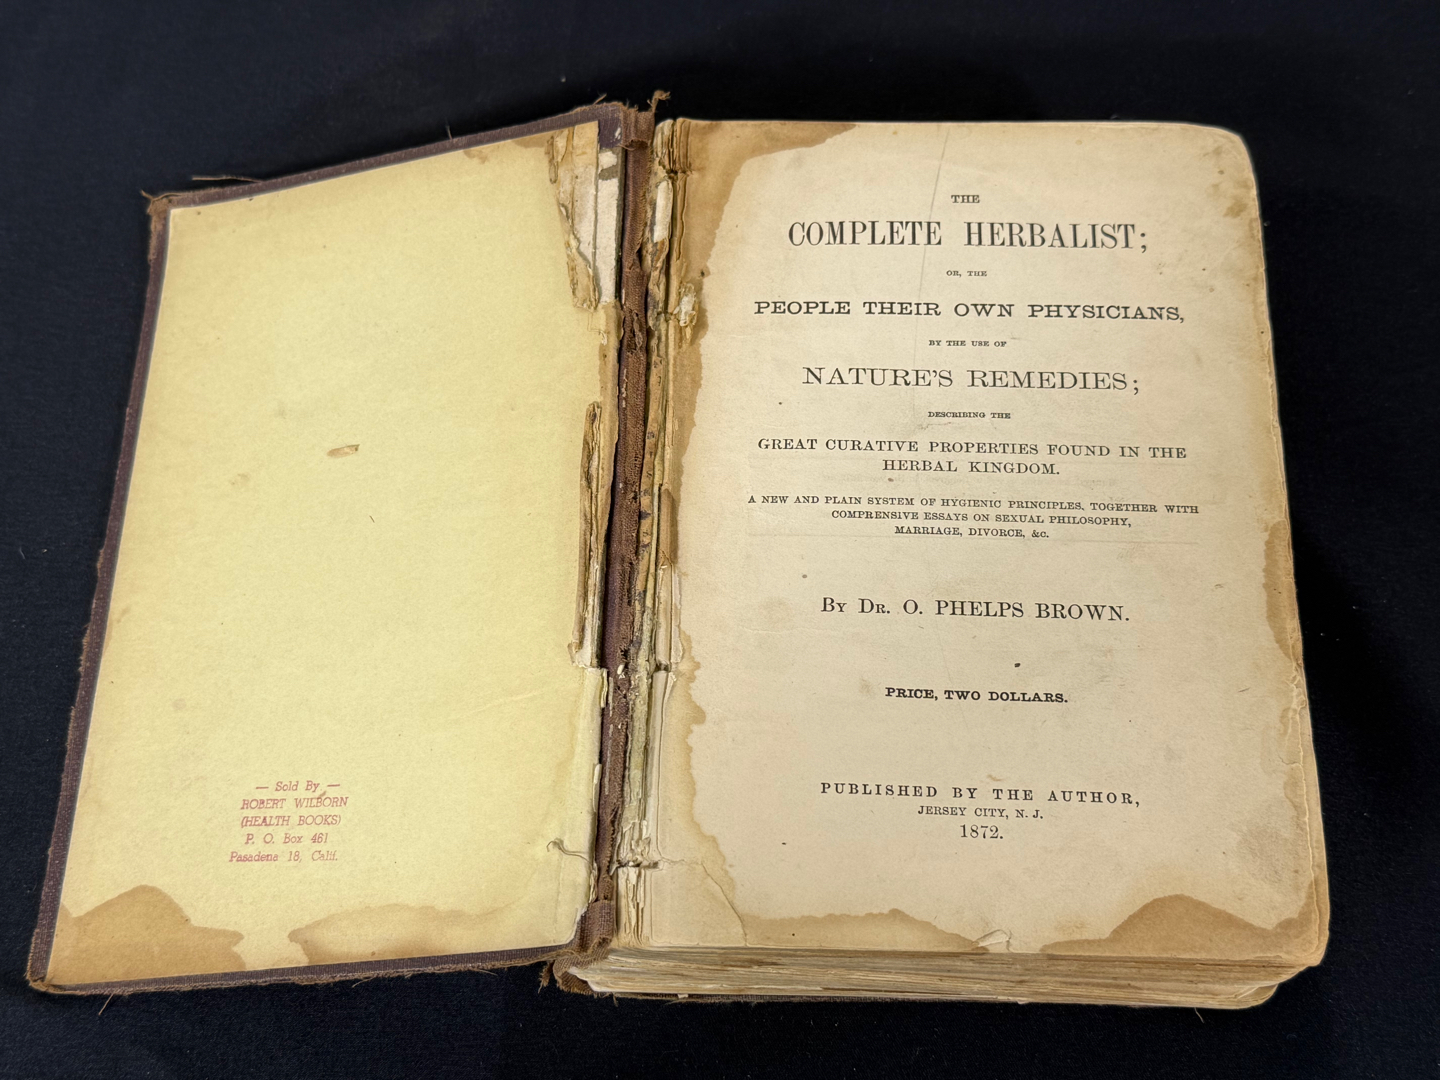 — Sold By —
ROBERT WILBORN
(HEALTH BOOKS)
P. O. Box 461
Pasadena 18, Calif.
THE
COMPLETE HERBALIST;
OR, THE
PEOPLE THEIR OWN PHYSICIANS,
BY THE USE OF
NATURE'S REMEDIES;
DESCRIBING THE
GREAT CURATIVE PROPERTIES FOUND IN THE
HERBAL KINGDOM.
A NEW AND PLAIN SYSTEM OF HYGIENIC PRINCIPLES, TOGETHER WITH
COMPRENSIVE ESSAYS ON SEXUAL PHILOSOPHY,
MARRIAGE, DIVORCE, &C.
BY DR. O. PHELPS BROWN.
PRICE, TWO DOLLARS.
PUBLISHED BY THE AUTHOR,
JERSEY CITY, N. J.
1872.